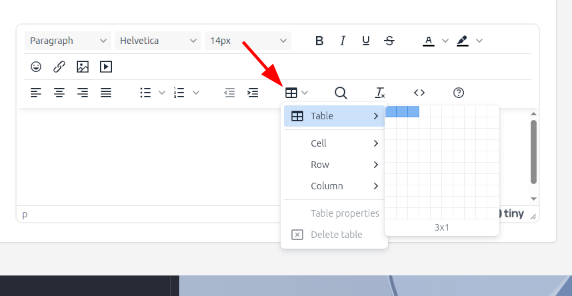 Paragraph Helvetica 14px B I U S A
Table
Cell
Row
Column
Table properties
Delete table
3x1
p
tiny